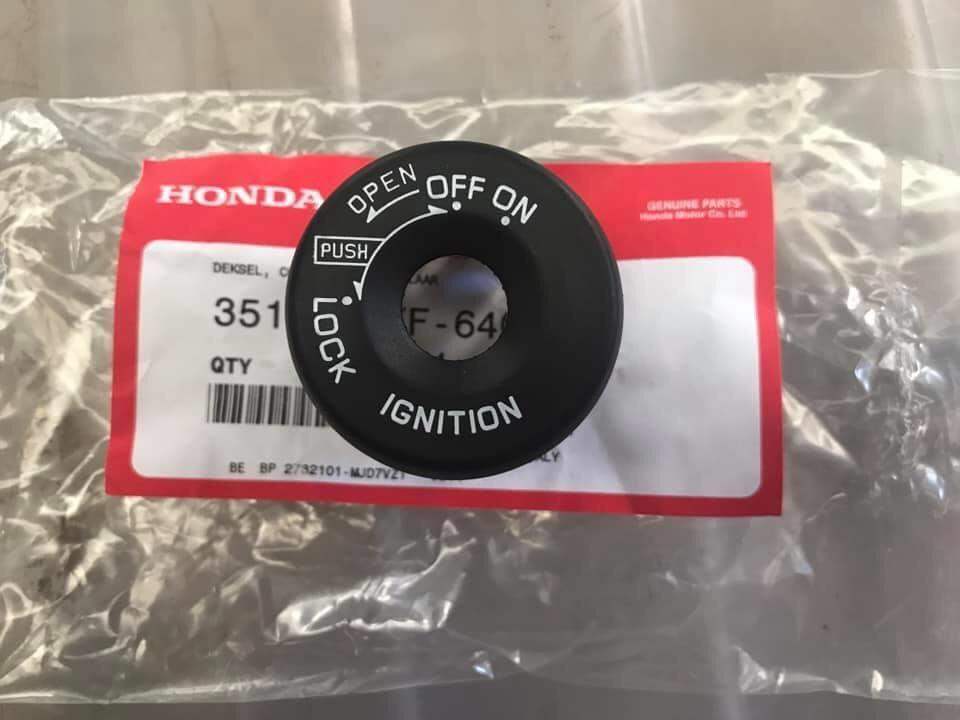 HONDA
GENUINE PARTS
Honda Motor Co. Ltd.
OPEN OFF ON
PUSH
LOCK
IGNITION
DEKSEL,
351
F-64
QTY
BE BP 2732101-MJD7VZ1